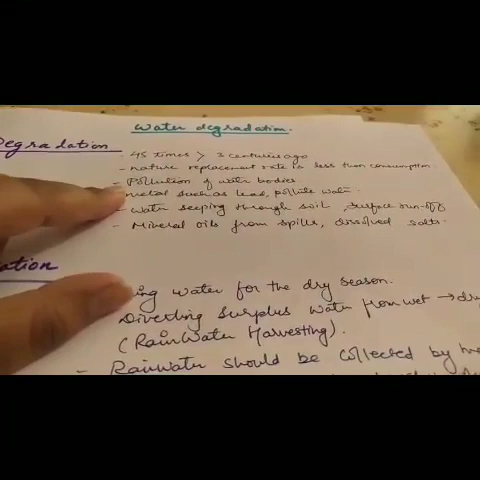 Water degradation.
Degradation
- 45 times > 3 centuries ago
- nature replacement rate is less than consumption
- Pollution of water bodies
metal such as lead, pollute water.
- Water seeping through soil, surface run-off
- Mineral oils from spills, dissolved salts.
ation
ing water for the dry season.
Diverting surplus water from wet → dr
(RainWater Harvesting).
- Rainwater should be collected by